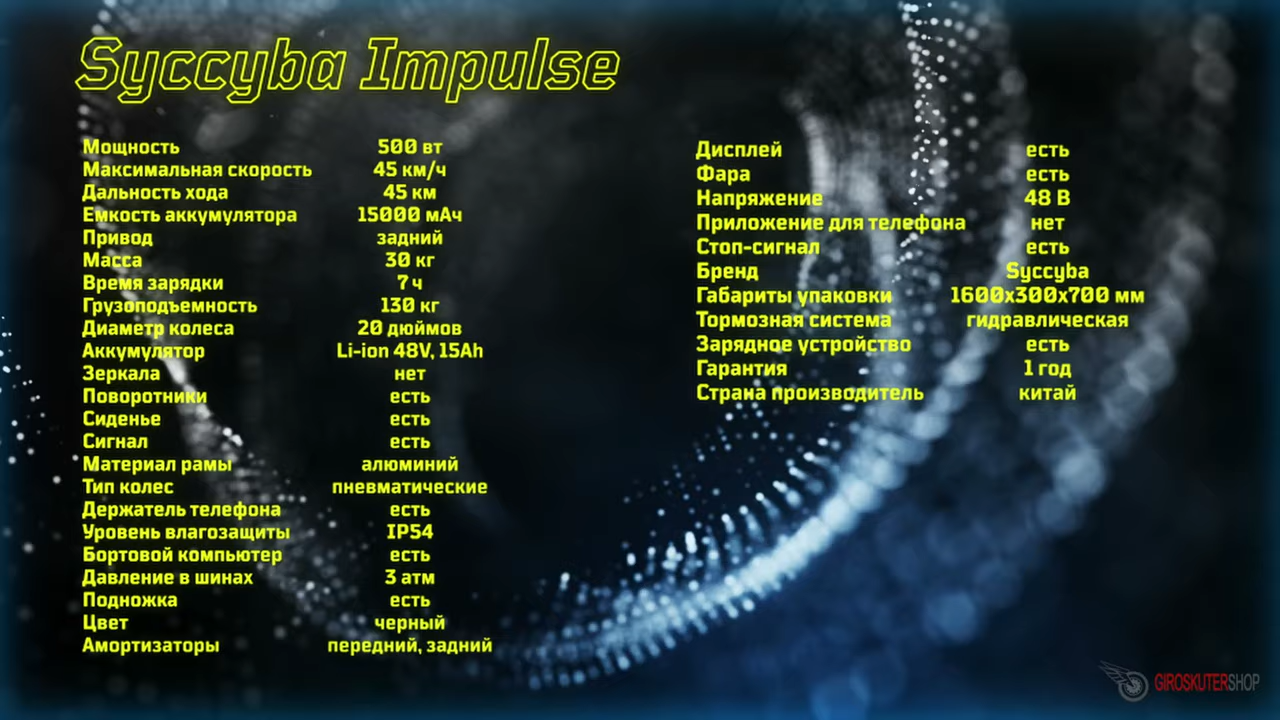 Syccyba Impulse
Мощность 500 вт
Максимальная скорость 45 км/ч
Дальность хода 45 км
Емкость аккумулятора 15000 мАч
Привод задний
Масса 30 кг
Время зарядки 7 ч
Грузоподъемность 130 кг
Диаметр колеса 20 дюймов
Аккумулятор Li-ion 48V, 15Ah
Зеркала нет
Поворотники есть
Сиденье есть
Сигнал есть
Материал рамы алюминий
Тип колес пневматические
Держатель телефона есть
Уровень влагозащиты IP54
Бортовой компьютер есть
Давление в шинах 3 атм
Подножка есть
Цвет черный
Амортизаторы передний, задний
Дисплей есть
Фара есть
Напряжение 48 В
Приложение для телефона нет
Стоп-сигнал есть
Бренд Syccyba
Габариты упаковки 1600x300x700 мм
Тормозная система гидравлическая
Зарядное устройство есть
Гарантия 1 год
Страна производитель китай
GIROSKUTERSHOP